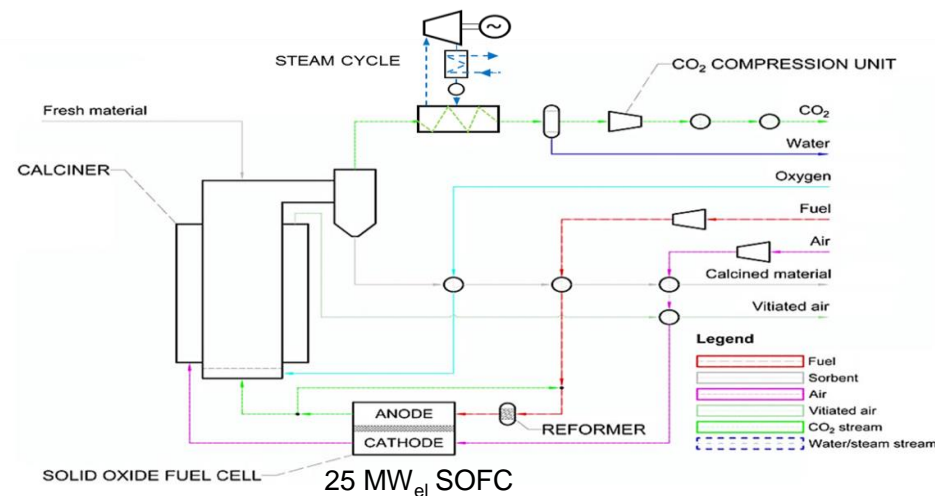 STEAM CYCLE
CO₂ COMPRESSION UNIT
Fresh material
CO₂
Water
CALCINER
Oxygen
Fuel
Air
Calcined material
Vitiated air
Legend
Fuel
Sorbent
Air
Vitiated air
CO₂ stream
Water/steam stream
ANODE
CATHODE
REFORMER
SOLID OXIDE FUEL CELL
25 MWₑₗ SOFC